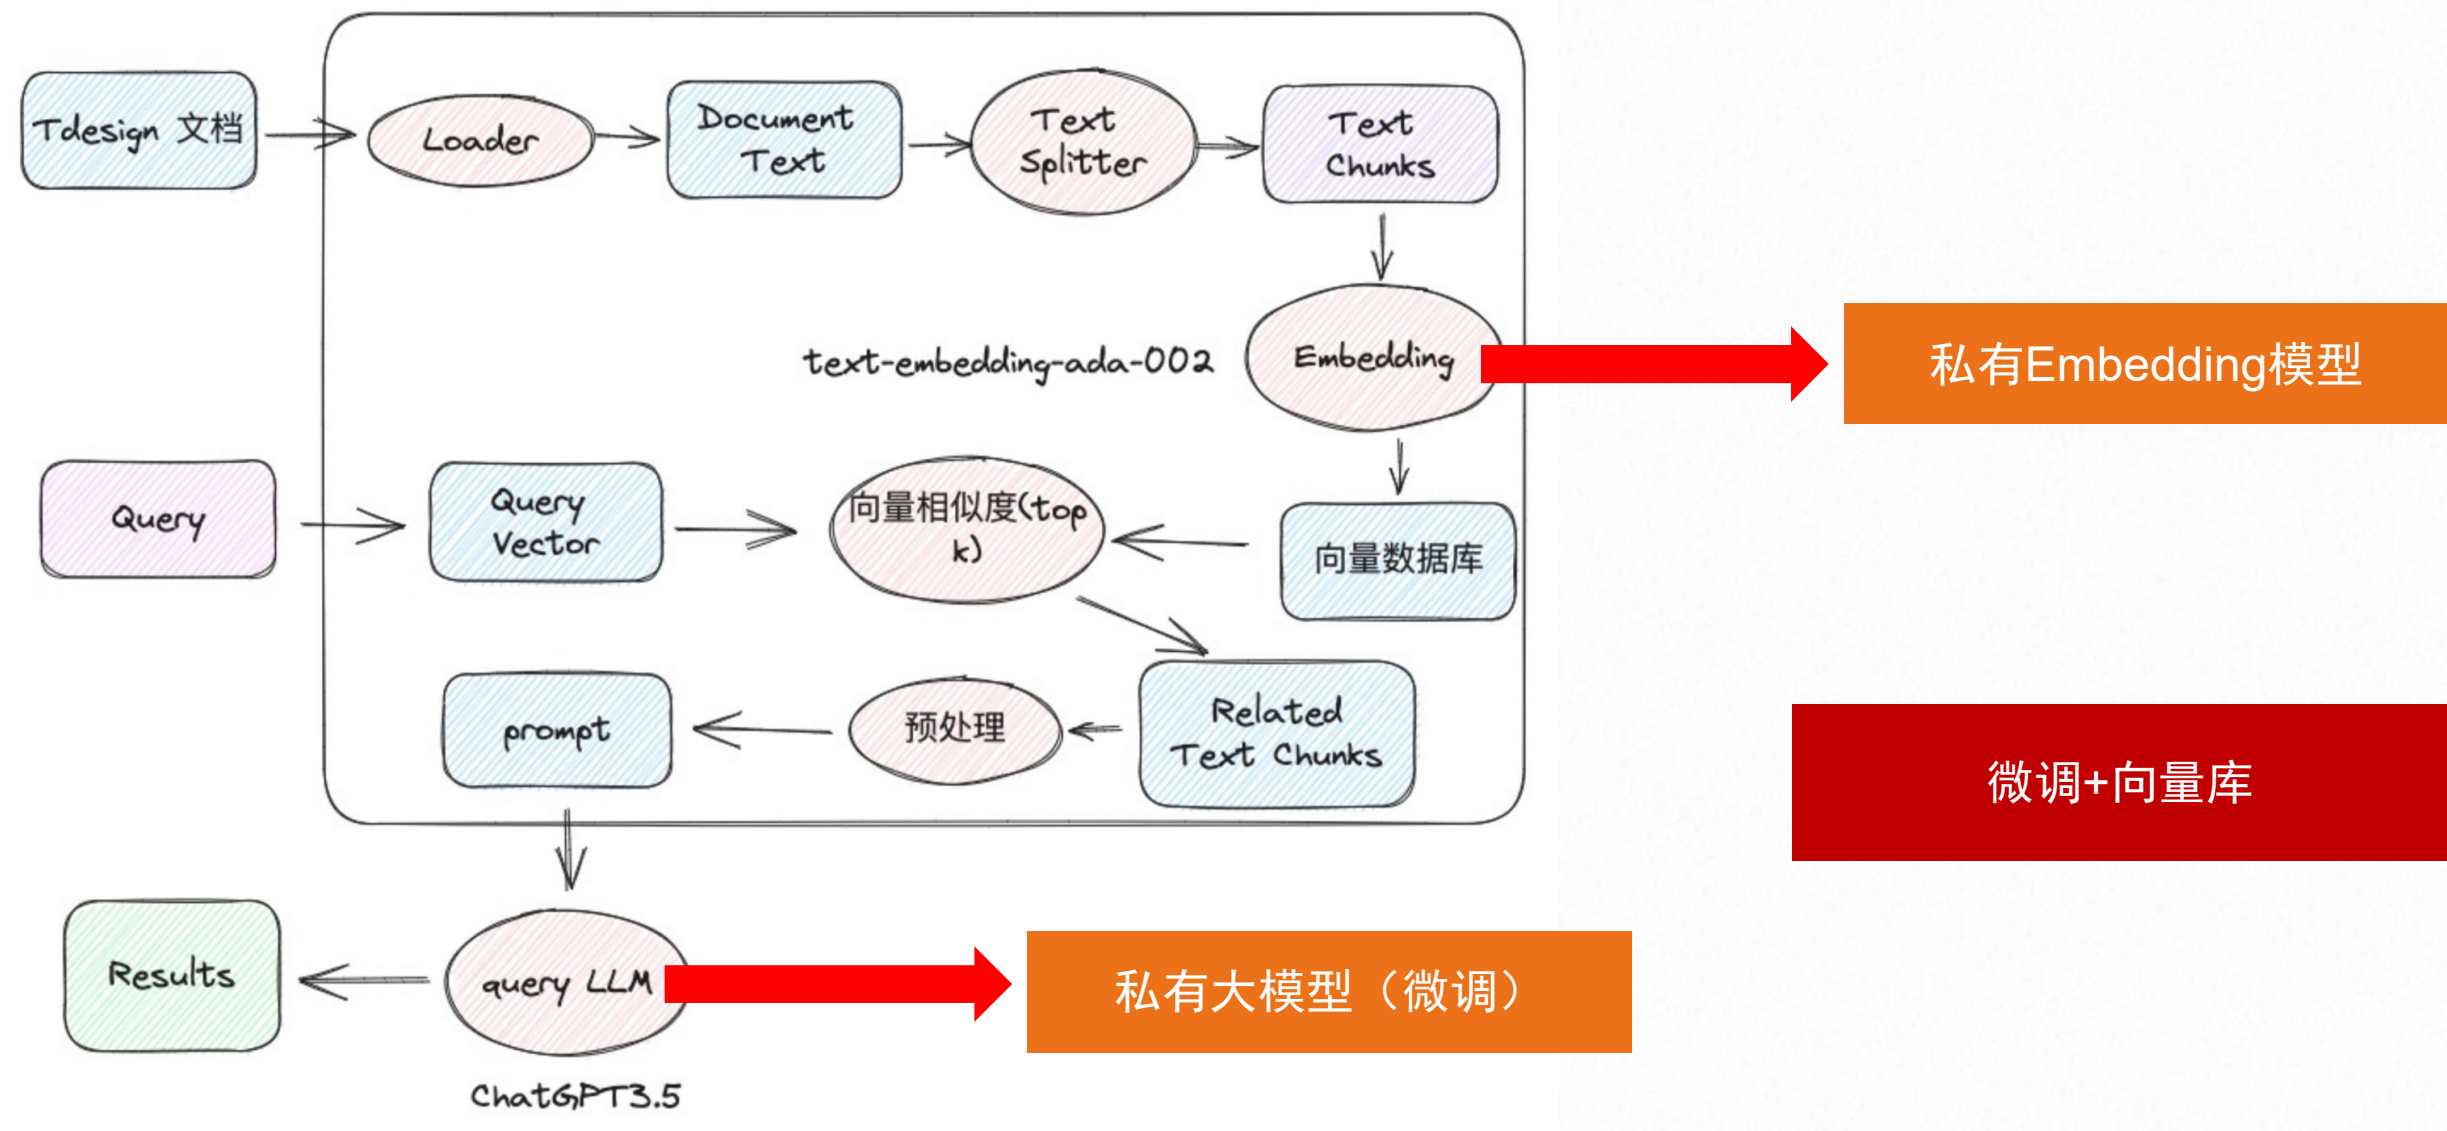 Tdesign 文档
Loader
Document
Text
Text
Splitter
Text
Chunks
text-embedding-ada-002
Embedding
私有Embedding模型
Query
Query
Vector
向量相似度(top
k)
向量数据库
prompt
预处理
Related
Text Chunks
微调+向量库
Results
query LLM
私有大模型（微调）
ChatGPT3.5